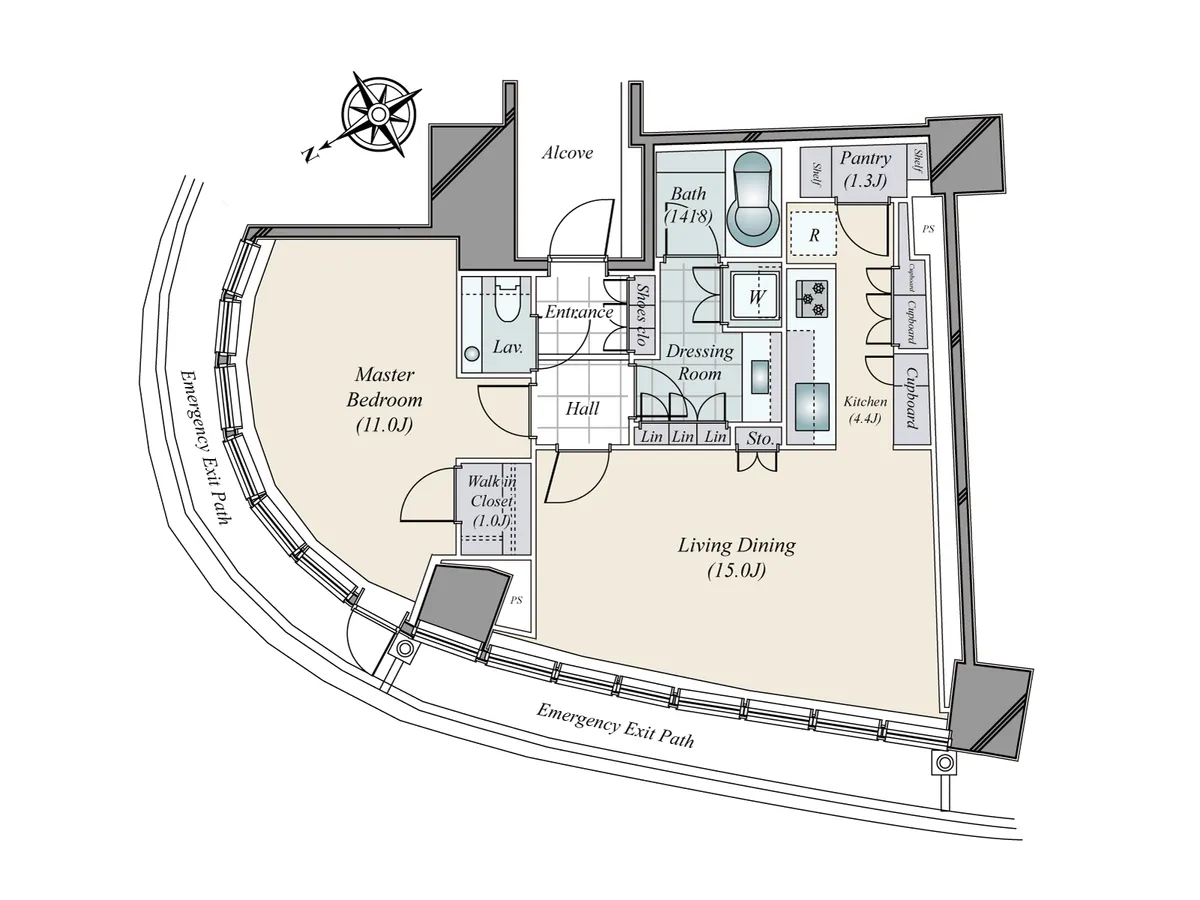 N
Alcove
Bath
(1418)
Shelf
Pantry
(1.3J)
Shelf
R
PS
W
Entrance
Shoes clo
Lav.
Dressing
Room
Cupboard
Cupboard
Cupboard
Kitchen
(4.4J)
Master
Bedroom
(11.0J)
Hall
Lin
Lin
Lin
Sto.
Walk in
Closet
(1.0J)
Living Dining
(15.0J)
PS
Emergency Exit Path
Emergency Exit Path